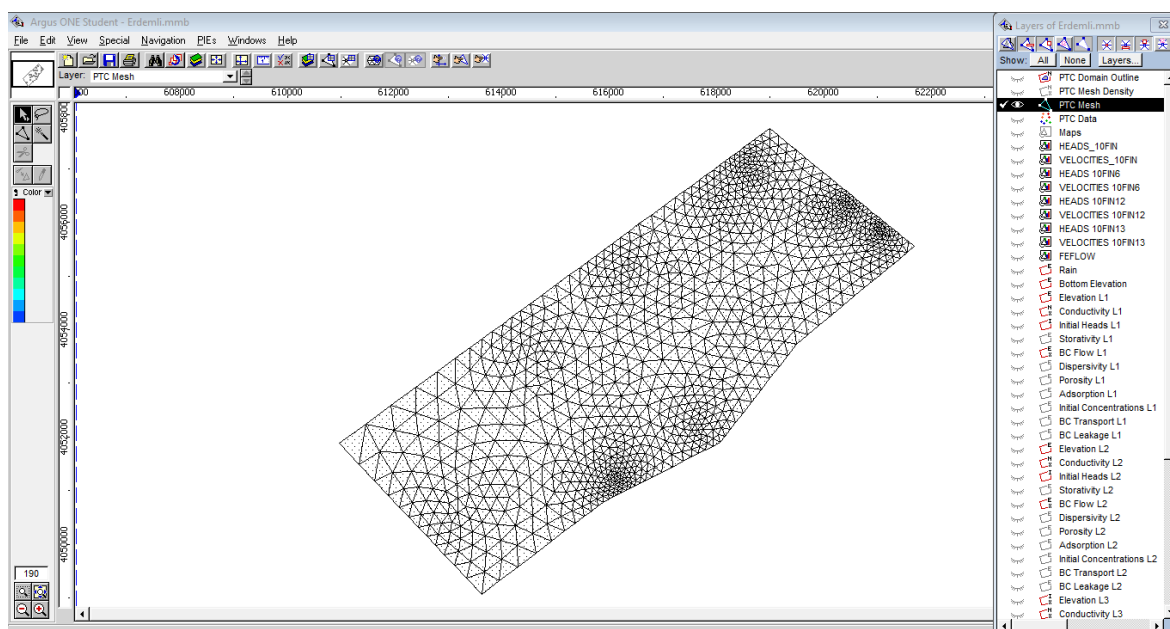 Argus ONE Student - Erdemli.mmb
File Edit View Special Navigation PIEs Windows Help
Layer: PTC Mesh
608000 610000 612000 614000 616000 618000 620000 622000
4056000
4054000
4052000
4050000
Color
190
Layers of Erdemli.mmb
Show: All None Layers...
PTC Domain Outline
PTC Mesh Density
PTC Mesh
PTC Data
Maps
HEADS_10FIN
VELOCITIES_10FIN
HEADS 10FIN6
VELOCITIES 10FIN6
HEADS 10FIN12
VELOCITIES 10FIN12
HEADS 10FIN13
VELOCITIES 10FIN13
FEFLOW
Rain
Bottom Elevation
Elevation L1
Conductivity L1
Initial Heads L1
Storativity L1
BC Flow L1
Dispersivity L1
Porosity L1
Adsorption L1
Initial Concentrations L1
BC Transport L1
BC Leakage L1
Elevation L2
Conductivity L2
Initial Heads L2
Storativity L2
BC Flow L2
Dispersivity L2
Porosity L2
Adsorption L2
Initial Concentrations L2
BC Transport L2
BC Leakage L2
Elevation L3
Conductivity L3